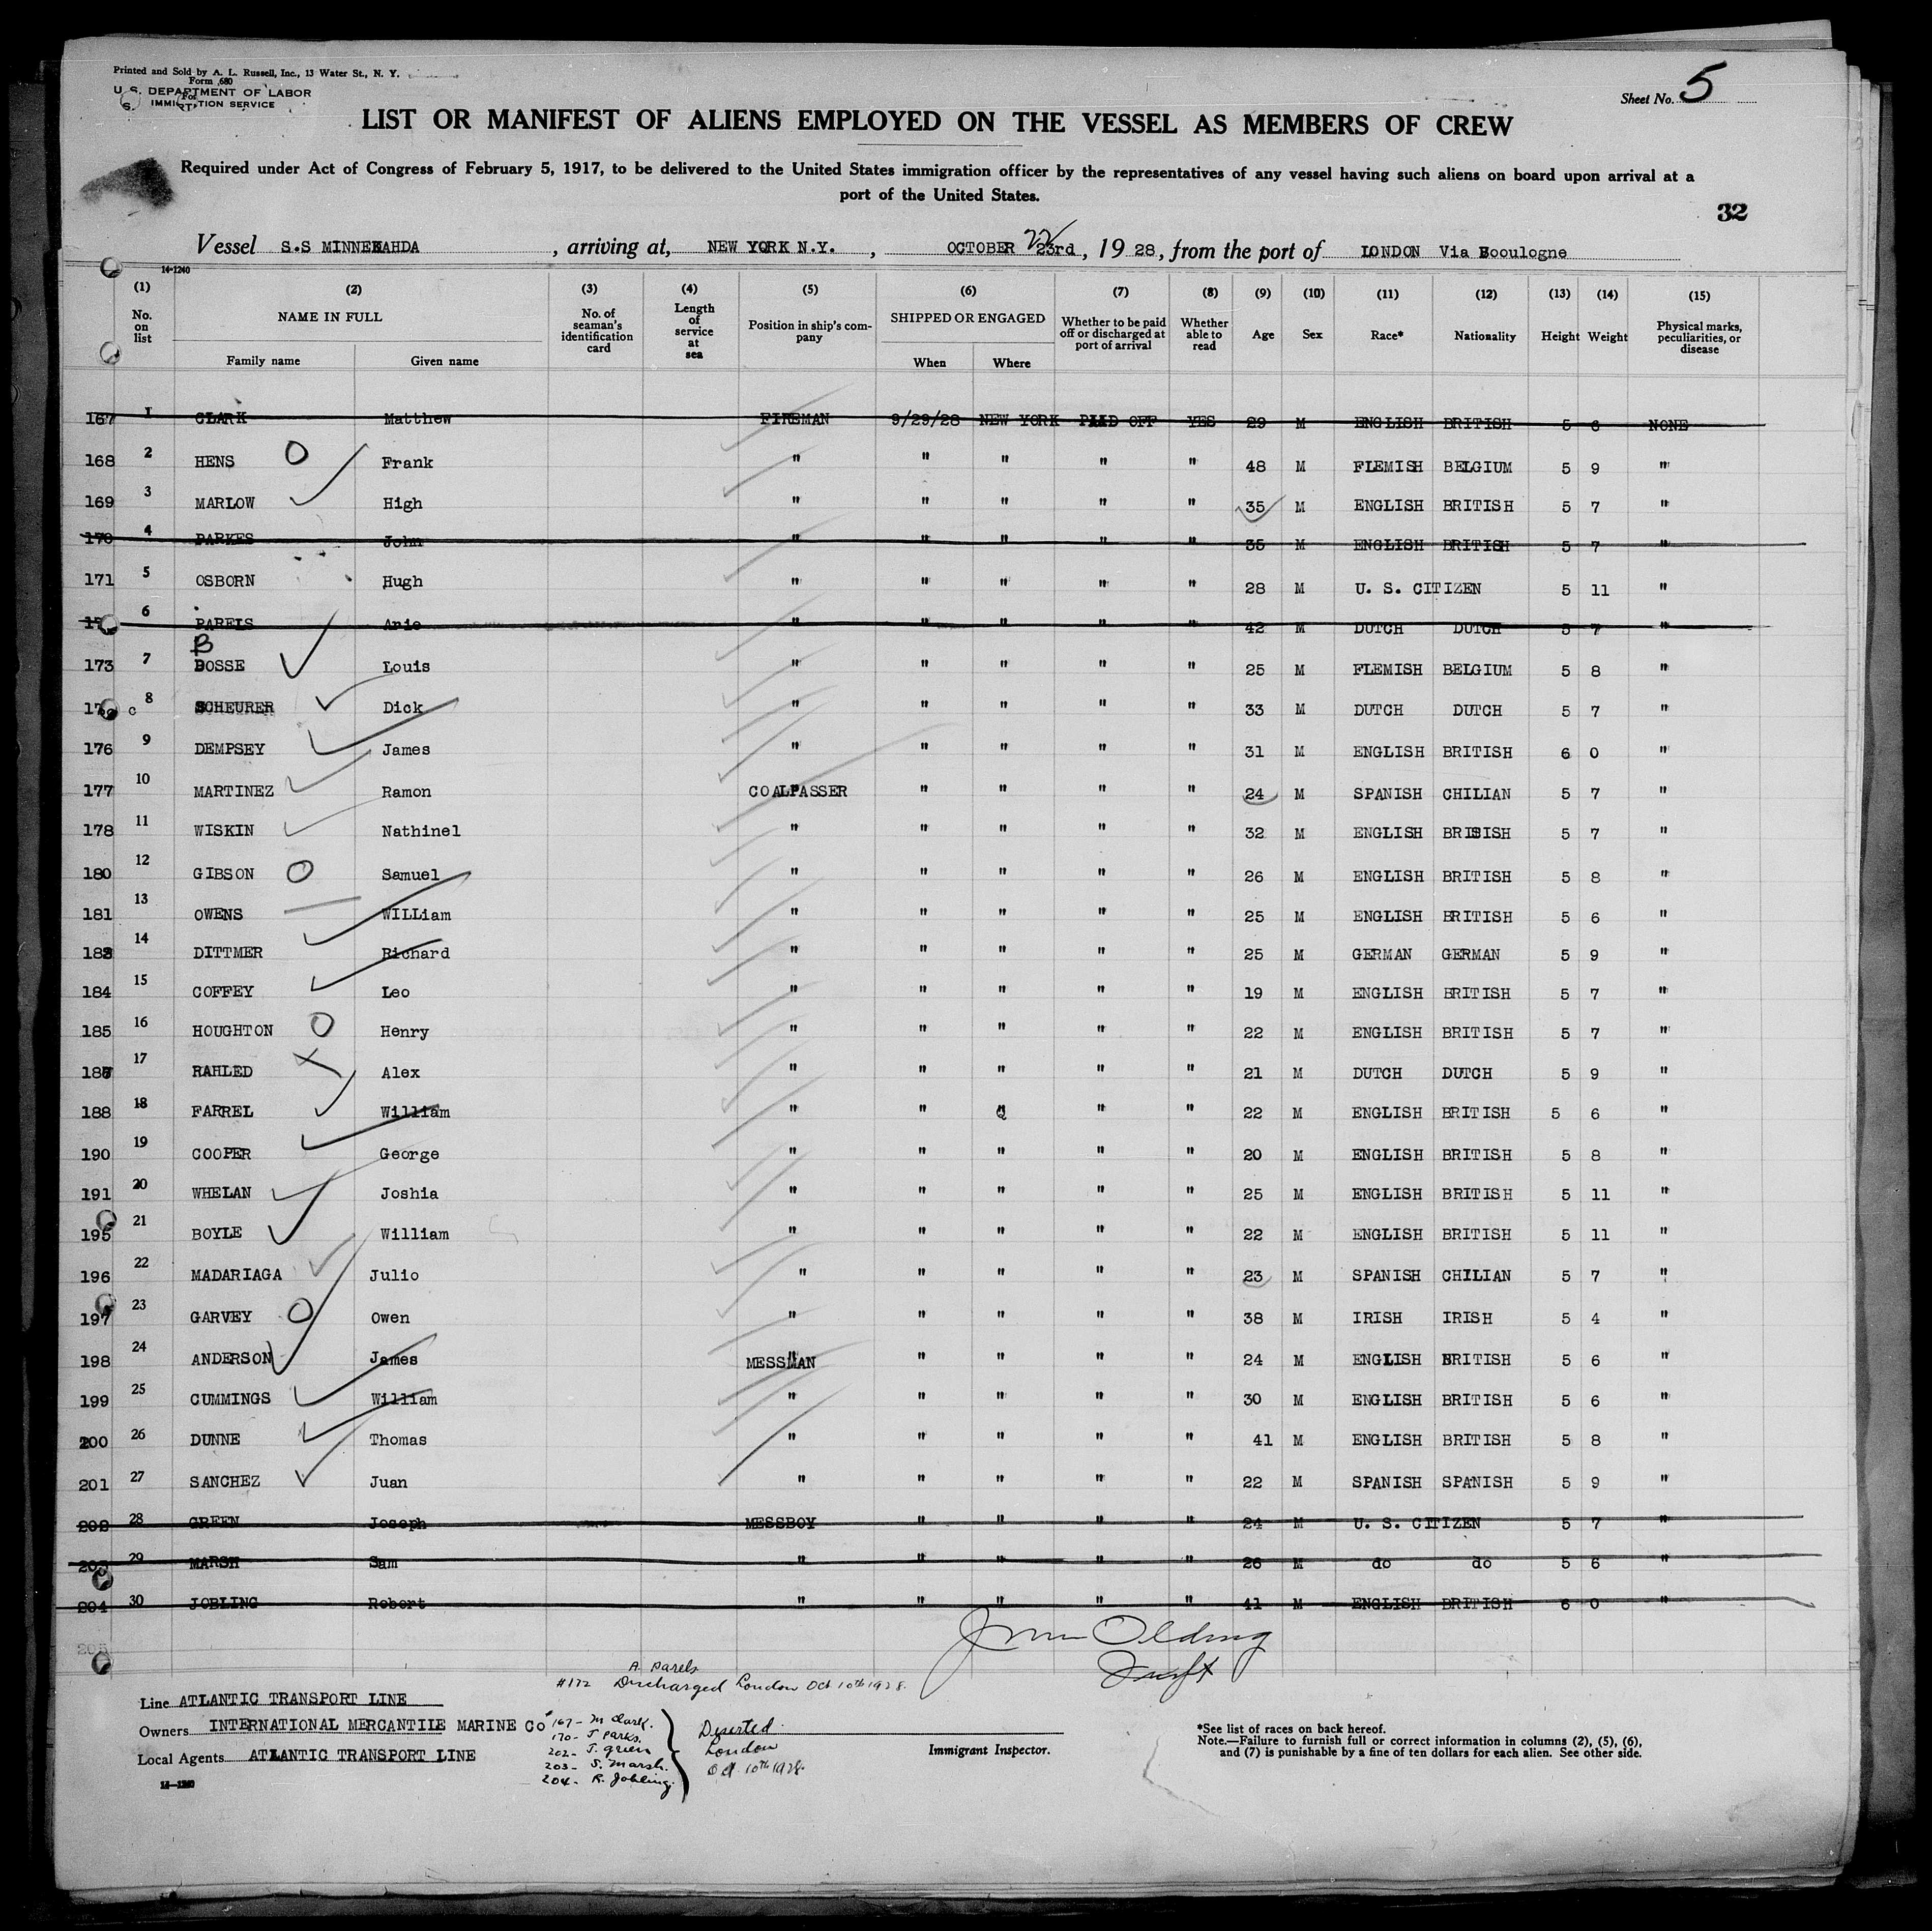 Printed and Sold by A. L. Russell, Inc., 13 Water St., N. Y.
Form 680
U. S. DEPARTMENT OF LABOR
IMMIGRATION SERVICE
Sheet No. 5
LIST OR MANIFEST OF ALIENS EMPLOYED ON THE VESSEL AS MEMBERS OF CREW
Required under Act of Congress of February 5, 1917, to be delivered to the United States immigration officer by the representatives of any vessel having such aliens on board upon arrival at a
port of the United States.
32
Vessel S.S MINNEKAHDA , arriving at, NEW YORK N.Y. , OCTOBER 22 23rd , 19 28, from the port of LONDON Via Booulogne
14-1240
(1) (2) (3) (4) (5) (6) (7) (8) (9) (10) (11) (12) (13) (14) (15)
No. on list NAME IN FULL Family name Given name No. of seaman's identification card Length of service at sea Position in ship's company SHIPPED OR ENGAGED When Where Whether to be paid off or discharged at port of arrival Whether able to read Age Sex Race* Nationality Height Weight Physical marks, peculiarities, or disease
167 1 CLARK Matthew FIREMAN 9/29/28 NEW YORK PAID OFF YES 29 M ENGLISH BRITISH 5 6 NONE
168 2 HENS O Frank " " " " " 48 M FLEMISH BELGIUM 5 9 "
169 3 MARLOW High " " " " " 35 M ENGLISH BRITISH 5 7 "
170 4 PARKES John " " " " " 35 M ENGLISH BRITISH 5 7 "
171 5 OSBORN Hugh " " " " " 28 M U. S. CITIZEN 5 11 "
6 PARELS Arie " " " " " 42 M DUTCH DUTCH 5 7 "
B
173 7 BOSSE Louis " " " " " 25 M FLEMISH BELGIUM 5 8 "
8 SCHEURER Dick " " " " " 33 M DUTCH DUTCH 5 7 "
176 9 DEMPSEY James " " " " " 31 M ENGLISH BRITISH 6 0 "
177 10 MARTINEZ Ramon COALPASSER " " " " 24 M SPANISH CHILIAN 5 7 "
178 11 WISKIN Nathinel " " " " " 32 M ENGLISH BRISISH 5 7 "
180 12 GIBSON O Samuel " " " " " 26 M ENGLISH BRITISH 5 8 "
181 13 OWENS WILLiam " " " " " 25 M ENGLISH BRITISH 5 6 "
183 14 DITTMER Richard " " " " " 25 M GERMAN GERMAN 5 9 "
184 15 COFFEY Leo " " " " " 19 M ENGLISH BRITISH 5 7 "
185 16 HOUGHTON O Henry " " " " " 22 M ENGLISH BRITISH 5 7 "
187 17 RAHLED Alex " " " " " 21 M DUTCH DUTCH 5 9 "
188 18 FARREL William " " " " " 22 M ENGLISH BRITISH 5 6 "
190 19 COOPER George " " " " " 20 M ENGLISH BRITISH 5 8 "
191 20 WHELAN Joshia " " " " " 25 M ENGLISH BRITISH 5 11 "
195 21 BOYLE William " " " " " 22 M ENGLISH BRITISH 5 11 "
196 22 MADARIAGA Julio " " " " " 23 M SPANISH CHILIAN 5 7 "
197 23 GARVEY O Owen " " " " " 38 M IRISH IRISH 5 4 "
198 24 ANDERSON James MESSMAN " " " " 24 M ENGLISH BRITISH 5 6 "
199 25 CUMMINGS William " " " " " 30 M ENGLISH BRITISH 5 6 "
200 26 DUNNE Thomas " " " " " 41 M ENGLISH BRITISH 5 8 "
201 27 SANCHEZ Juan " " " " " 22 M SPANISH SPANISH 5 9 "
202 28 GREEN Joseph MESSBOY " " " " 24 M U. S. CITIZEN 5 7 "
203 29 MARSH Sam " " " " " 26 M do do 5 6 "
204 30 JOBLING Robert " " " " " 41 M ENGLISH BRITISH 6 0 "
205
A. Parels
#172 Discharged London Oct 10th 1928.
Line ATLANTIC TRANSPORT LINE
Owners INTERNATIONAL MERCANTILE MARINE Co
Local Agents ATLANTIC TRANSPORT LINE
14-1240
167- M Clark.
170- J. Parks.
202- J. Green
203- S. Marsh.
204- R. Jobling.
Deserted
London
Oct 10th 1928.
Immigrant Inspector.
*See list of races on back hereof.
Note.—Failure to furnish full or correct information in columns (2), (5), (6),
and (7) is punishable by a fine of ten dollars for each alien. See other side.